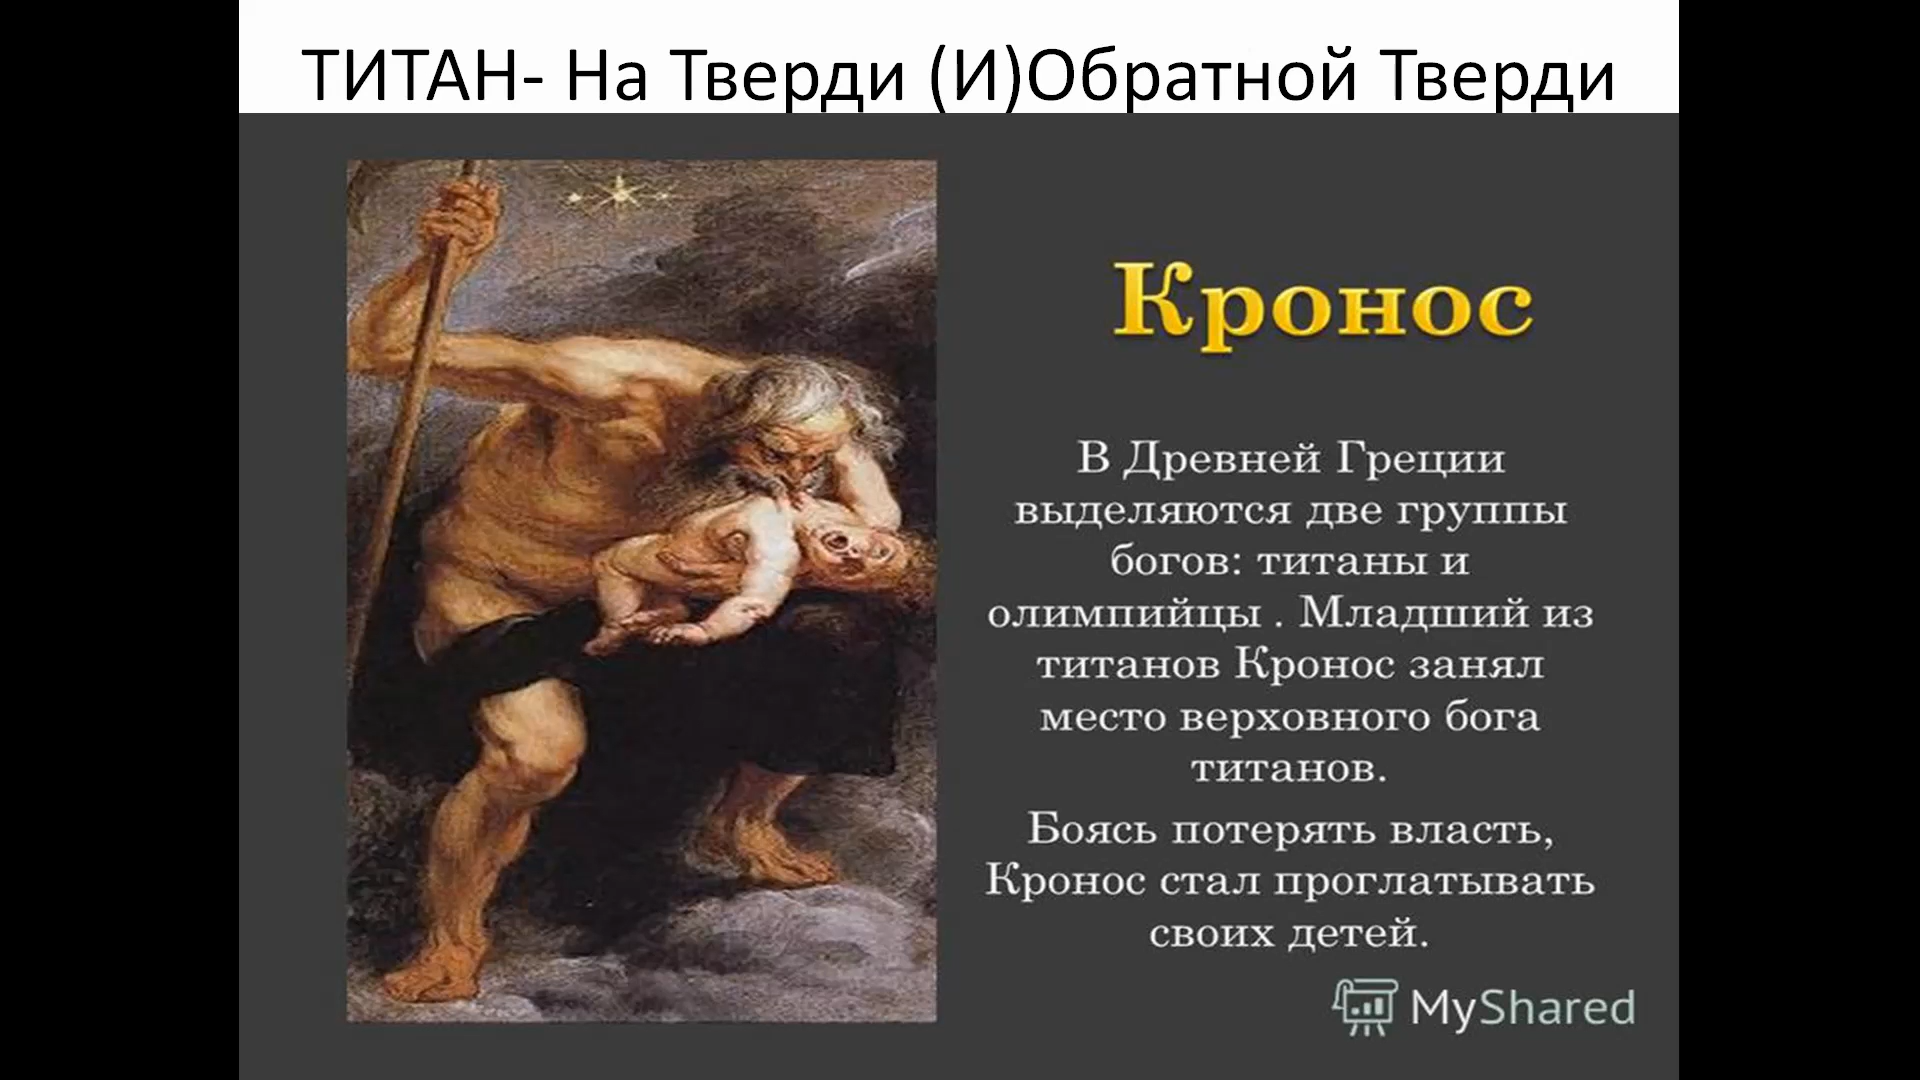 ТИТАН- На Тверди (И)Обратной Тверди
Кронос
В Древней Греции
выделяются две группы
богов: титаны и
олимпийцы . Младший из
титанов Кронос занял
место верховного бога
титанов.
Боясь потерять власть,
Кронос стал проглатывать
своих детей.
MyShared